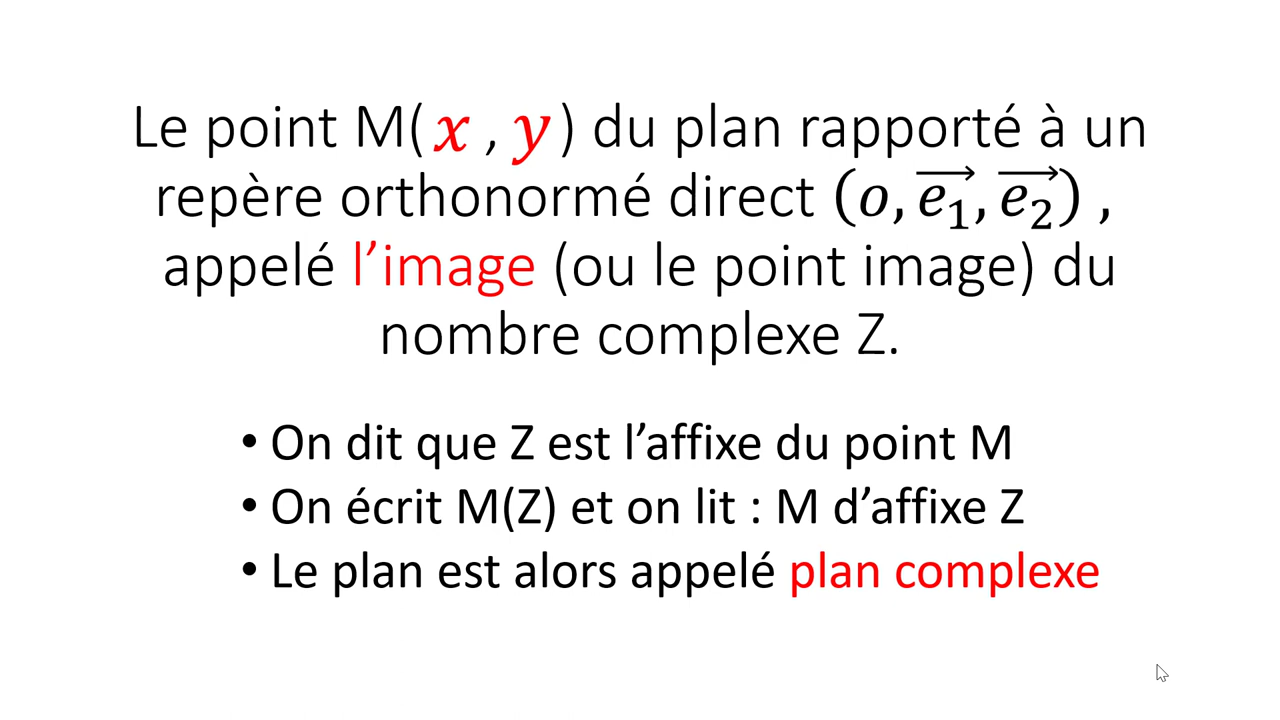 Le point M( x , y ) du plan rapporté à un
repère orthonormé direct (o, e₁⃗, e₂⃗) ,
appelé l’image (ou le point image) du
nombre complexe Z.
• On dit que Z est l’affixe du point M
• On écrit M(Z) et on lit : M d’affixe Z
• Le plan est alors appelé plan complexe